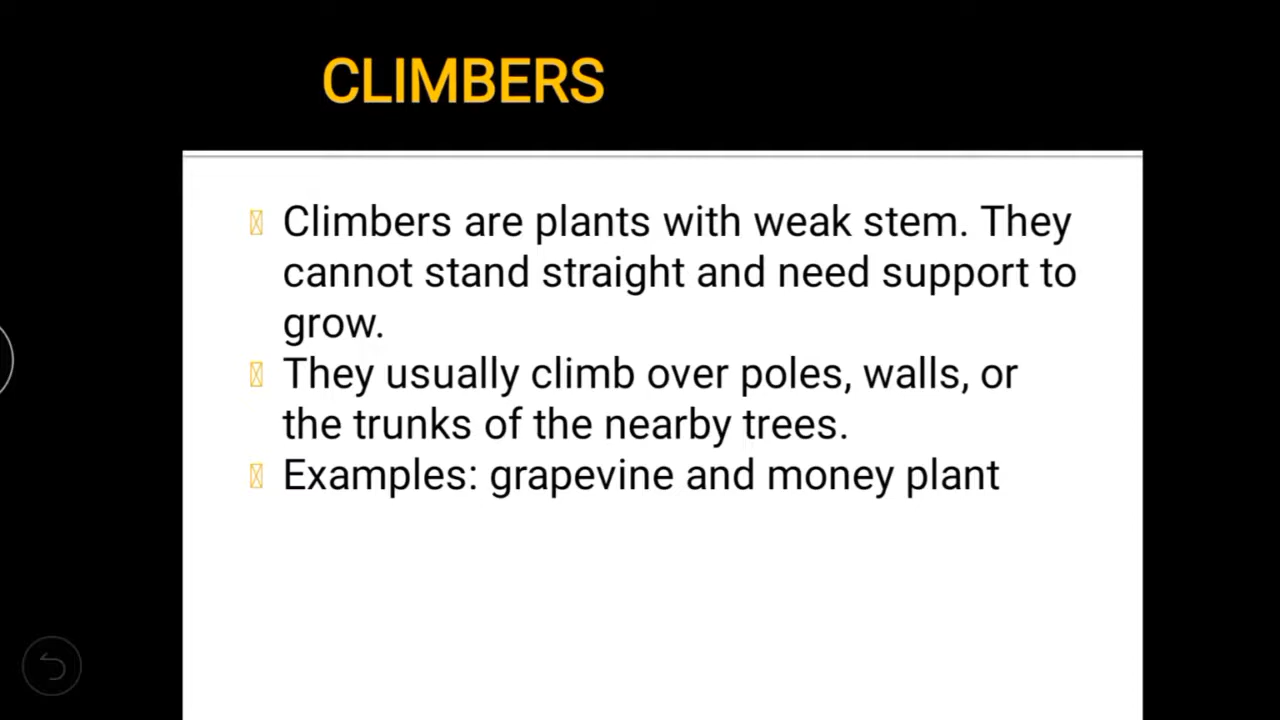 CLIMBERS
Climbers are plants with weak stem. They
cannot stand straight and need support to
grow.
They usually climb over poles, walls, or
the trunks of the nearby trees.
Examples: grapevine and money plant